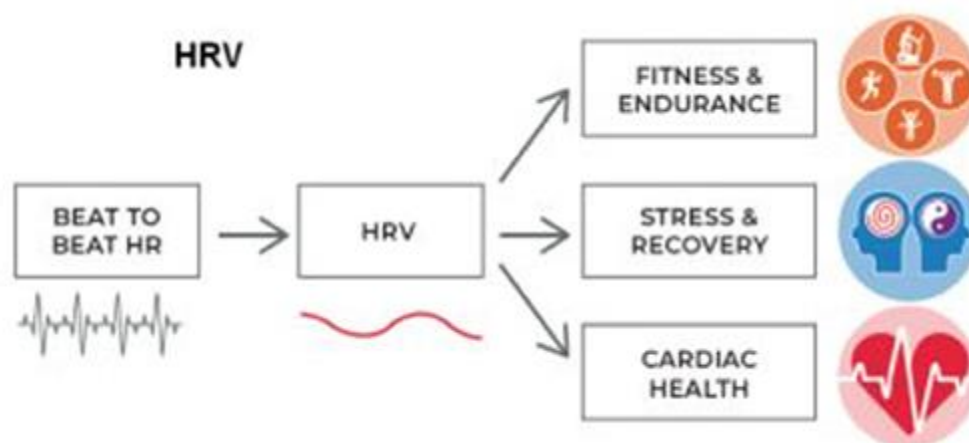 HRV
BEAT TO
BEAT HR
HRV
FITNESS &
ENDURANCE
STRESS &
RECOVERY
CARDIAC
HEALTH